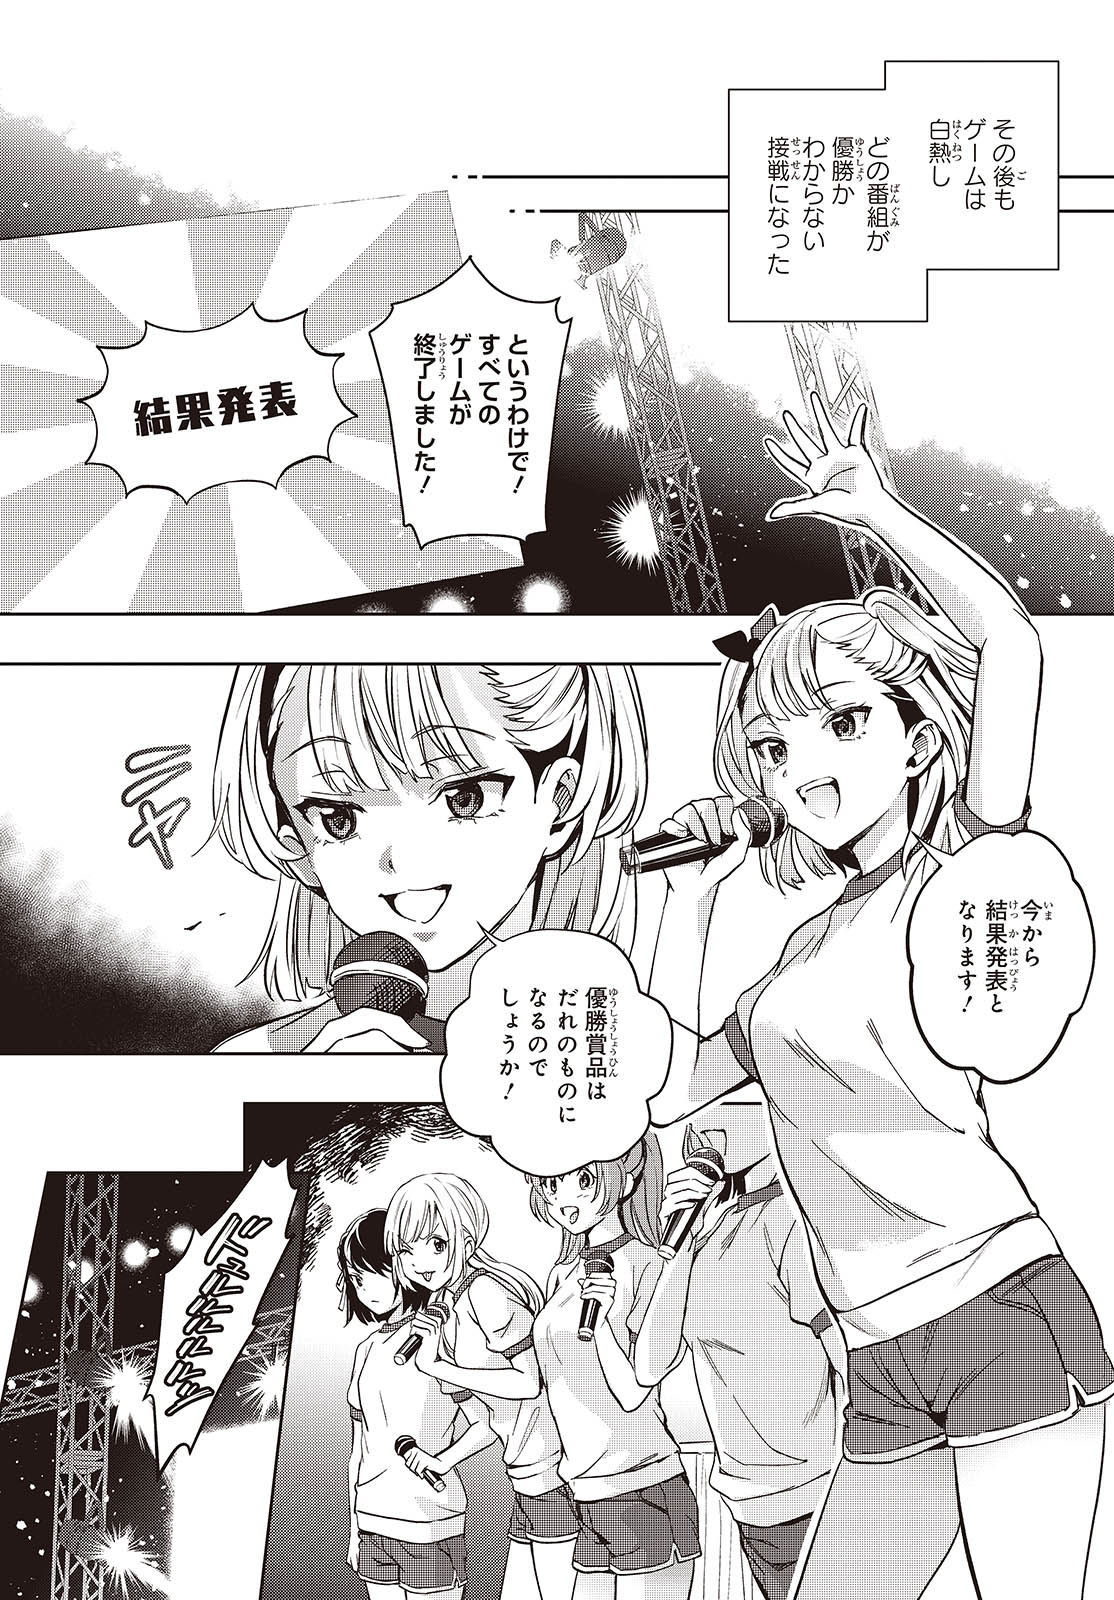 その後も
ゲームは
白熱し
どの番組が
優勝か
わからない
接戦になった
というわけで!
すべての
ゲームが
終了しました!
結果発表
今から
結果発表と
なります!
ニヤ
優勝賞品は
だれのものに
なるので
しょうか!
ドュルルルルル